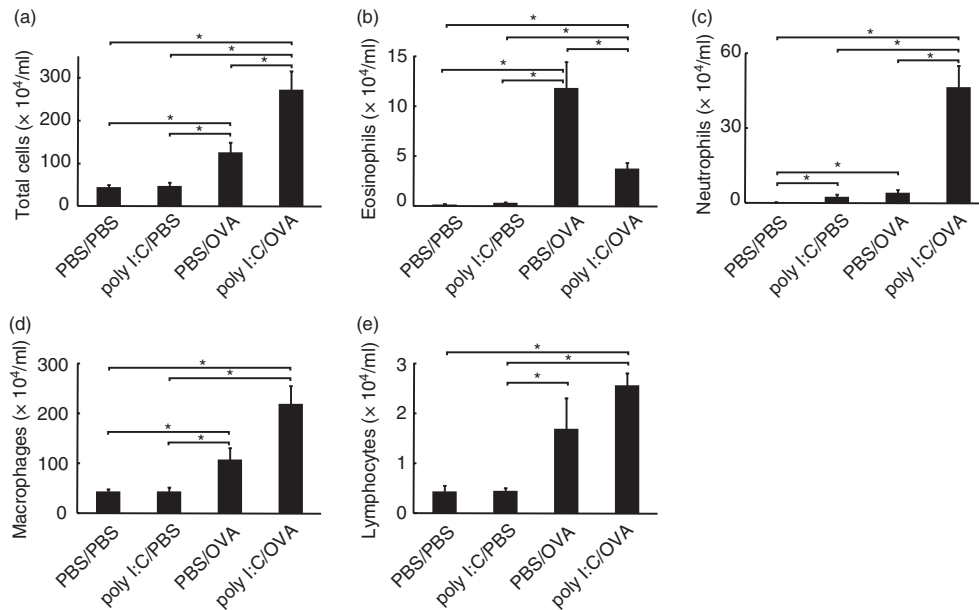 (a)
Total cells (× 10⁴/ml)
300
200
100
0
*
*
*
*
*
PBS/PBS
poly I:C/PBS
PBS/OVA
poly I:C/OVA
(b)
Eosinophils (× 10⁴/ml)
15
10
5
0
*
*
*
*
*
PBS/PBS
poly I:C/PBS
PBS/OVA
poly I:C/OVA
(c)
Neutrophils (× 10⁴/ml)
60
30
0
*
*
*
*
*
PBS/PBS
poly I:C/PBS
PBS/OVA
poly I:C/OVA
(d)
Macrophages (× 10⁴/ml)
300
200
100
0
*
*
*
*
PBS/PBS
poly I:C/PBS
PBS/OVA
poly I:C/OVA
(e)
Lymphocytes (× 10⁴/ml)
3
2
1
0
*
*
*
PBS/PBS
poly I:C/PBS
PBS/OVA
poly I:C/OVA